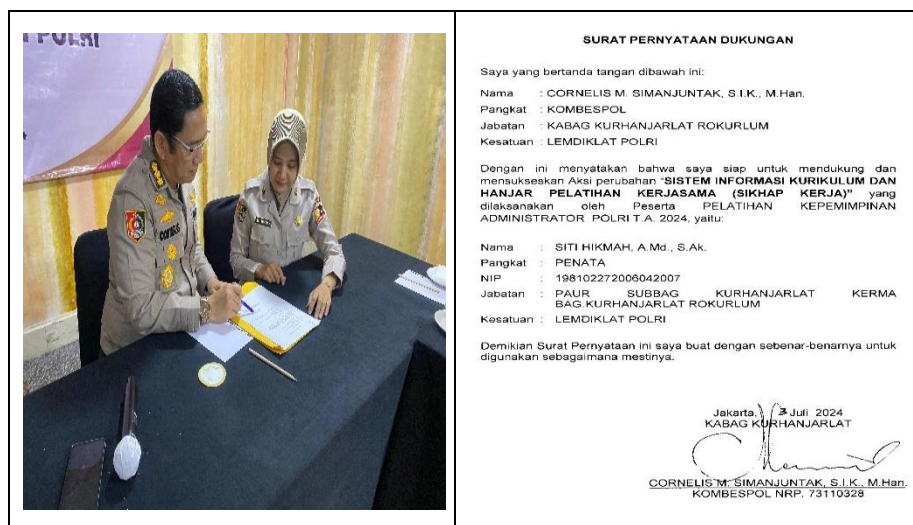 POLRI
SURAT PERNYATAAN DUKUNGAN
Saya yang bertanda tangan dibawah ini:
Nama : CORNELIS M. SIMANJUNTAK, S.I.K., M.Han.
Pangkat : KOMBESPOL
Jabatan : KABAG KURHANJARLAT ROKURLUM
Kesatuan : LEMDIKLAT POLRI
Dengan ini menyatakan bahwa saya siap untuk mendukung dan
mensukseskan Aksi perubahan "SISTEM INFORMASI KURIKULUM DAN
HANJAR PELATIHAN KERJASAMA (SIKHAP KERJA)" yang
dilaksanakan oleh Peserta PELATIHAN KEPEMIMPINAN
ADMINISTRATOR POLRI T.A. 2024, yaitu:
Nama : SITI HIKMAH, A.Md., S.Ak.
Pangkat : PENATA
NIP : 198102272006042007
Jabatan : PAUR SUBBAG KURHANJARLAT KERMA
BAG.KURHANJARLAT ROKURLUM
Kesatuan : LEMDIKLAT POLRI
Demikian Surat Pernyataan ini saya buat dengan sebenar-benarnya untuk
digunakan sebagaimana mestinya.
Jakarta, 3 Juli 2024
KABAG KURHANJARLAT
CORNELIS M. SIMANJUNTAK, S.I.K., M.Han.
KOMBESPOL NRP. 73110328